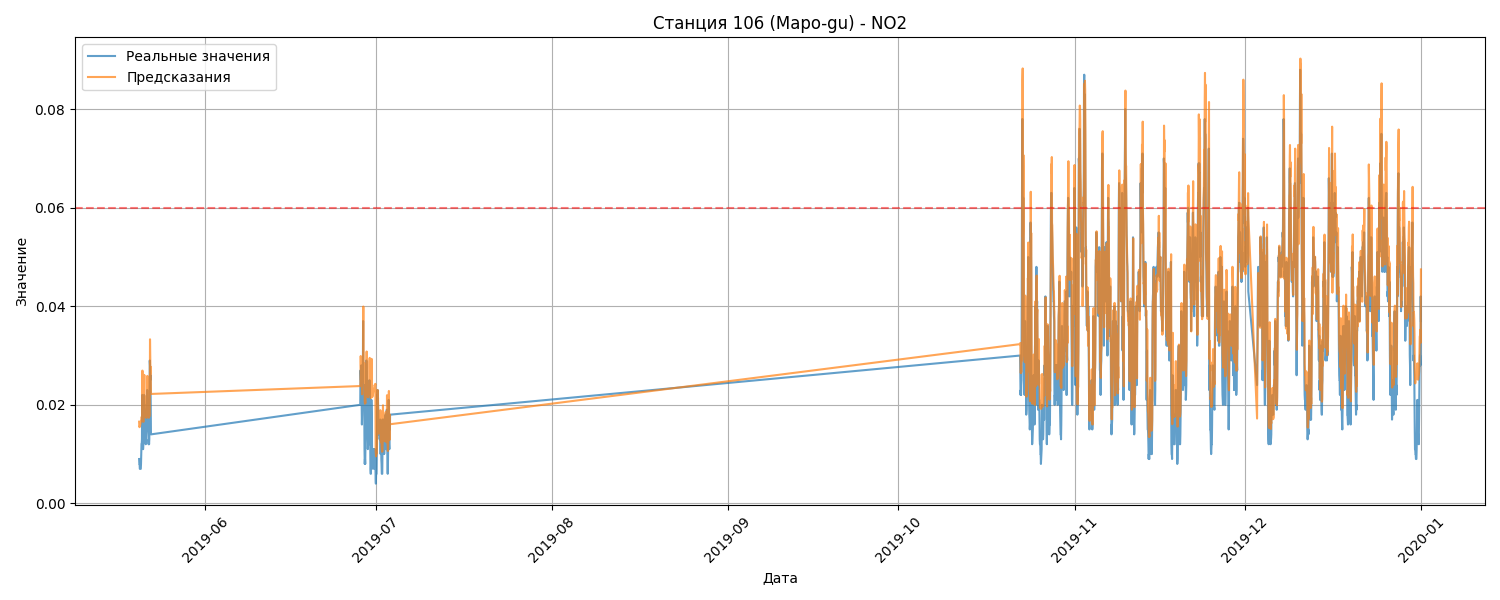 Станция 106 (Mapo-gu) - NO2
Реальные значения
Предсказания
Значение
0.08
0.06
0.04
0.02
0.00
2019-06
2019-07
2019-08
2019-09
2019-10
2019-11
2019-12
2020-01
Дата